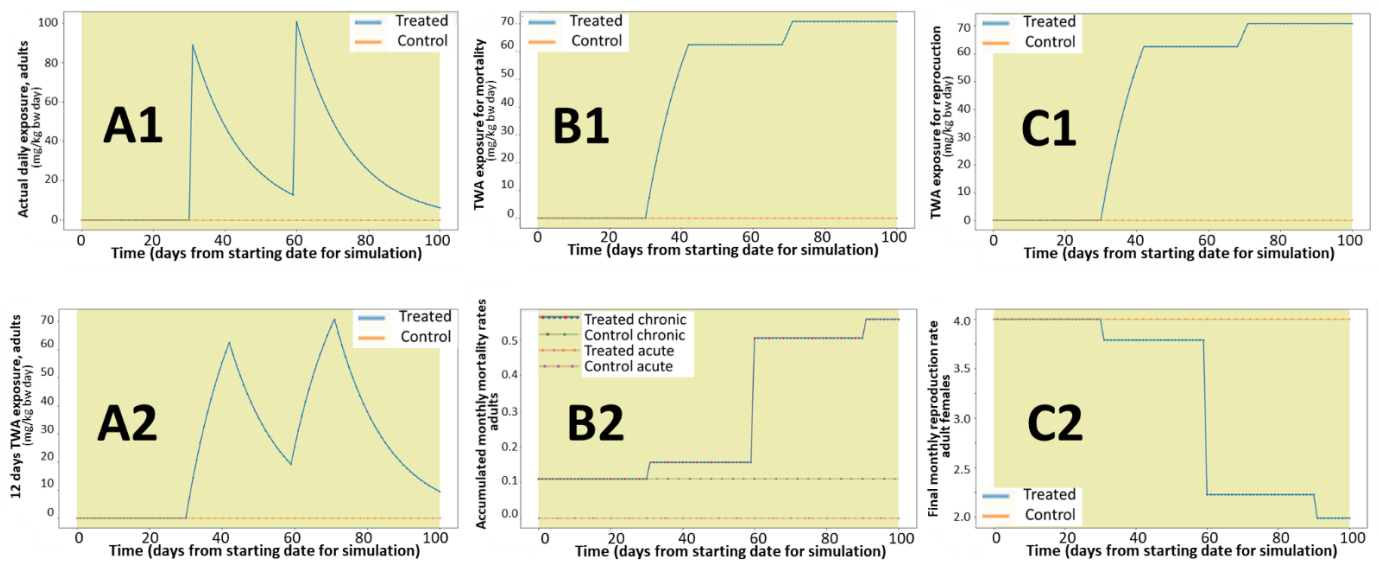 Actual daily exposure, adults
(mg/kg bw day)
100
80
60
40
20
0
A1
Treated
Control
0 20 40 60 80 100
Time (days from starting date for simulation)
TWA exposure for mortality
(mg/kg bw day)
70
60
50
40
30
20
10
0
B1
Treated
Control
0 20 40 60 80 100
Time (days from starting date for simulation)
TWA exposure for reprocuction
(mg/kg bw day)
70
60
50
40
30
20
10
0
C1
Treated
Control
0 20 40 60 80 100
Time (days from starting date for simulation)
12 days TWA exposure, adults
(mg/kg bw day)
70
60
50
40
30
20
10
0
A2
Treated
Control
0 20 40 60 80 100
Time (days from starting date for simulation)
Accumulated monthly mortality rates
adults
0.5
0.4
0.3
0.2
0.1
0.0
B2
Treated chronic
Control chronic
Treated acute
Control acute
0 20 40 60 80 100
Time (days from starting date for simulation)
Final monthly reproduction rate
adult females
4.0
3.5
3.0
2.5
2.0
C2
Treated
Control
0 20 40 60 80 100
Time (days from starting date for simulation)